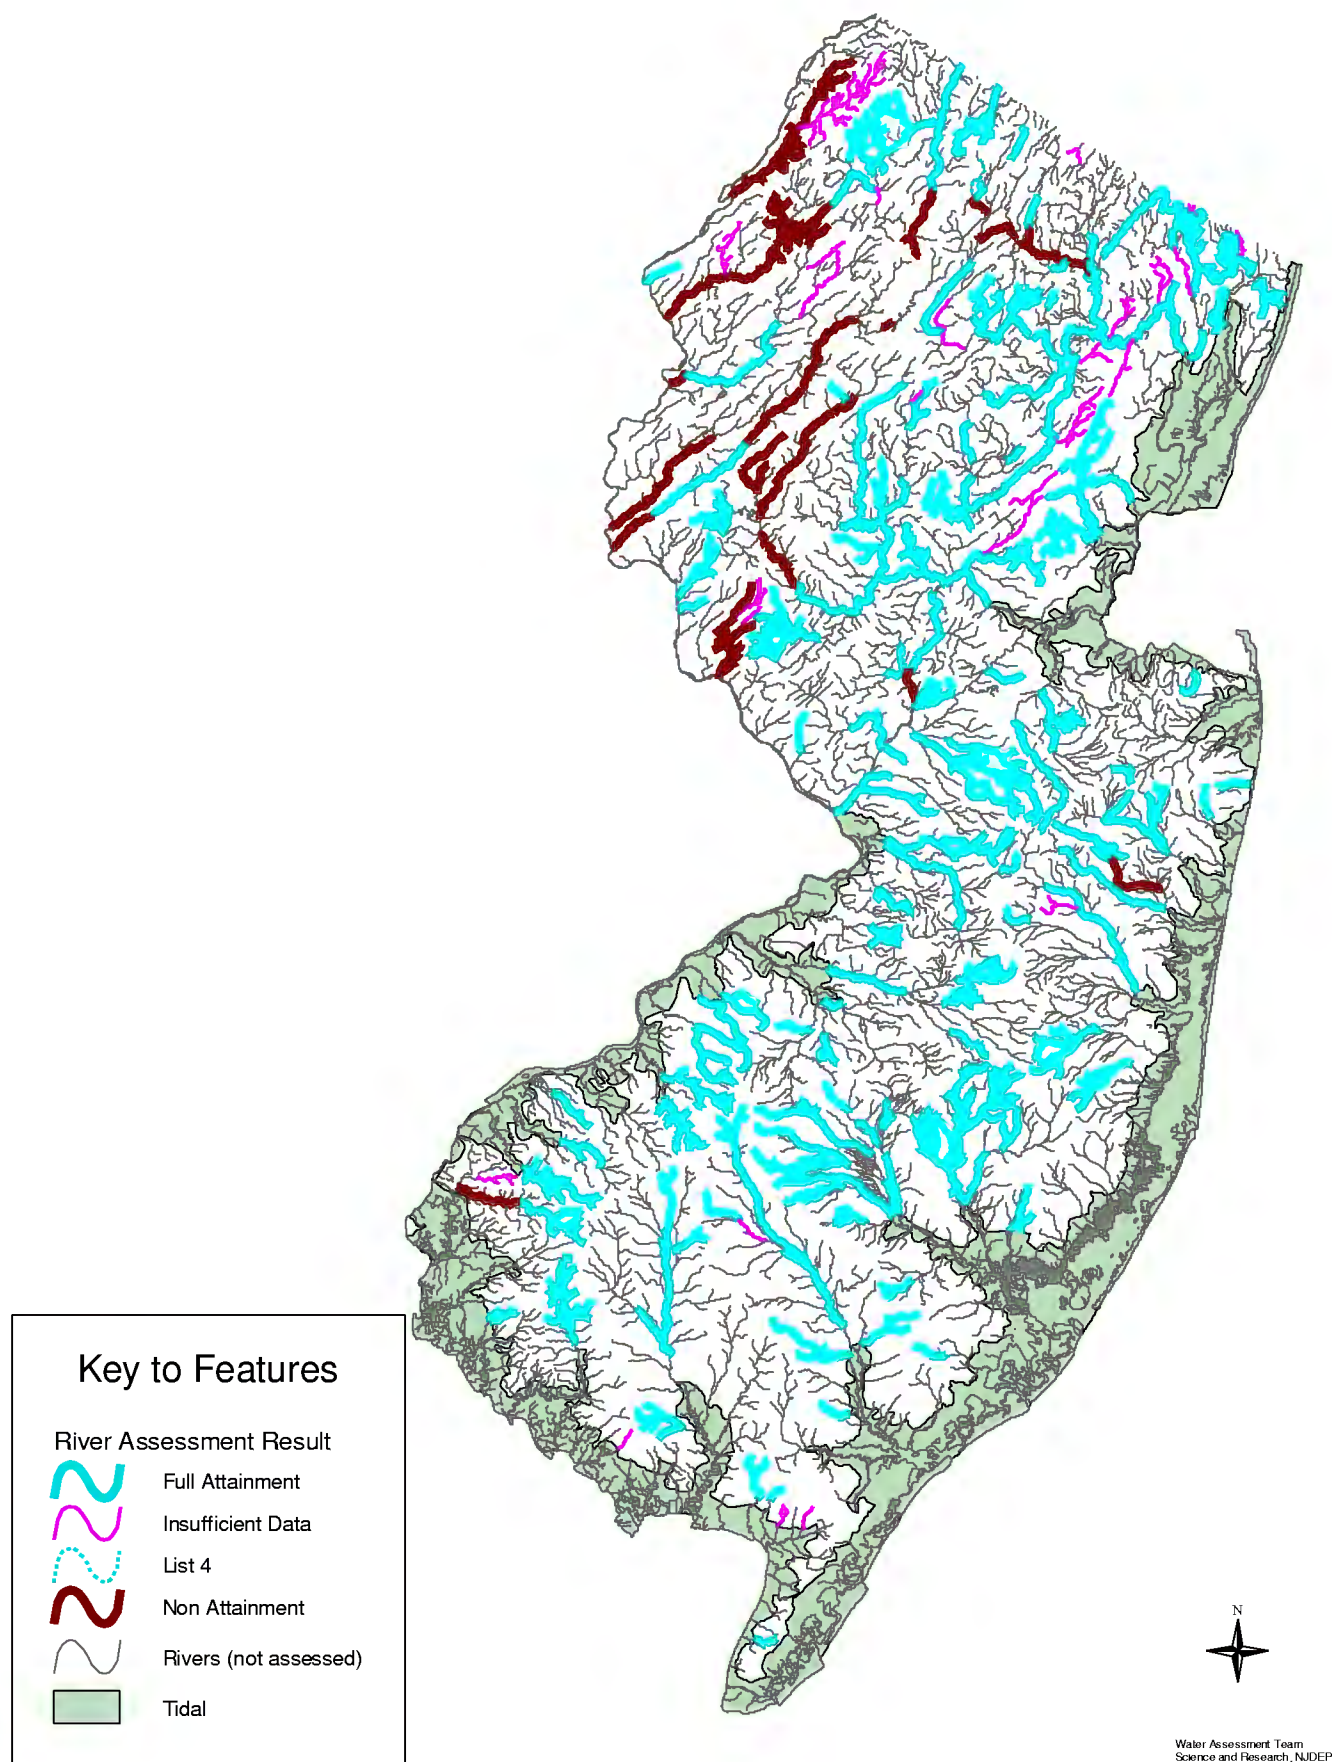 Key to Features
River Assessment Result
Full Attainment
Insufficient Data
List 4
Non Attainment
Rivers (not assessed)
Tidal
N
Water Assessment Team
Science and Research, NJDEP